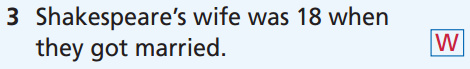 3 Shakespeare's wife was 18 when
they got married. W